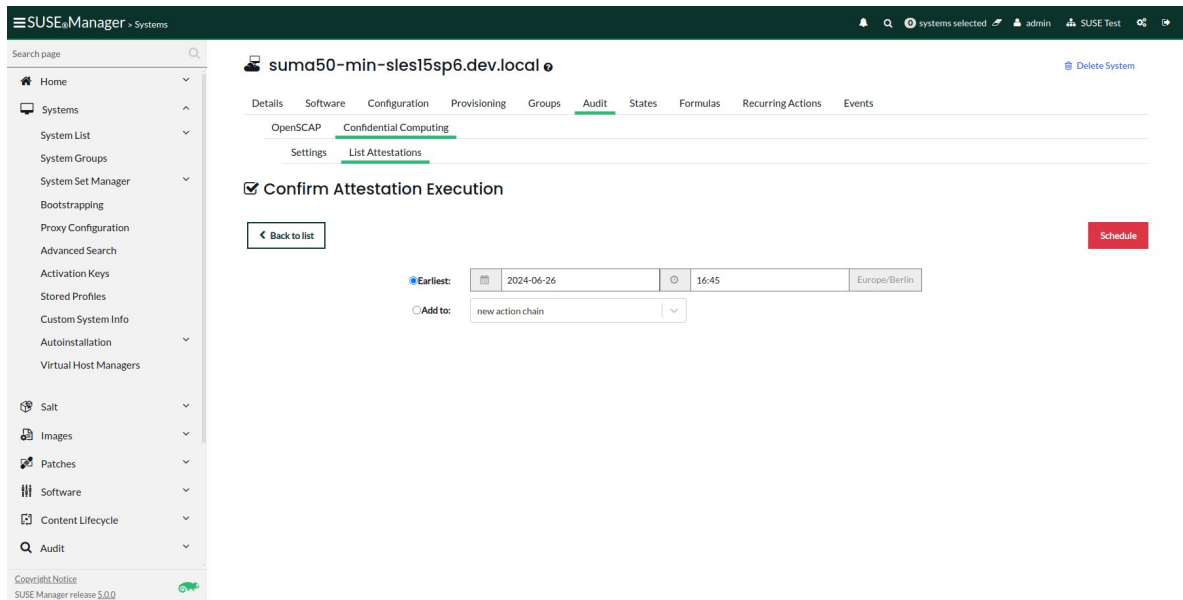 SUSE®Manager > Systems
0 systems selected admin SUSE Test
Search page
Home
Systems
System List
System Groups
System Set Manager
Bootstrapping
Proxy Configuration
Advanced Search
Activation Keys
Stored Profiles
Custom System Info
Autoinstallation
Virtual Host Managers
Salt
Images
Patches
Software
Content Lifecycle
Audit
Copyright Notice
SUSE Manager release 5.0.0
suma50-min-sles15sp6.dev.local
Delete System
Details Software Configuration Provisioning Groups Audit States Formulas Recurring Actions Events
OpenSCAP Confidential Computing
Settings List Attestations
Confirm Attestation Execution
Back to list
Schedule
Earliest: 2024-06-26 16:45 Europe/Berlin
Add to: new action chain